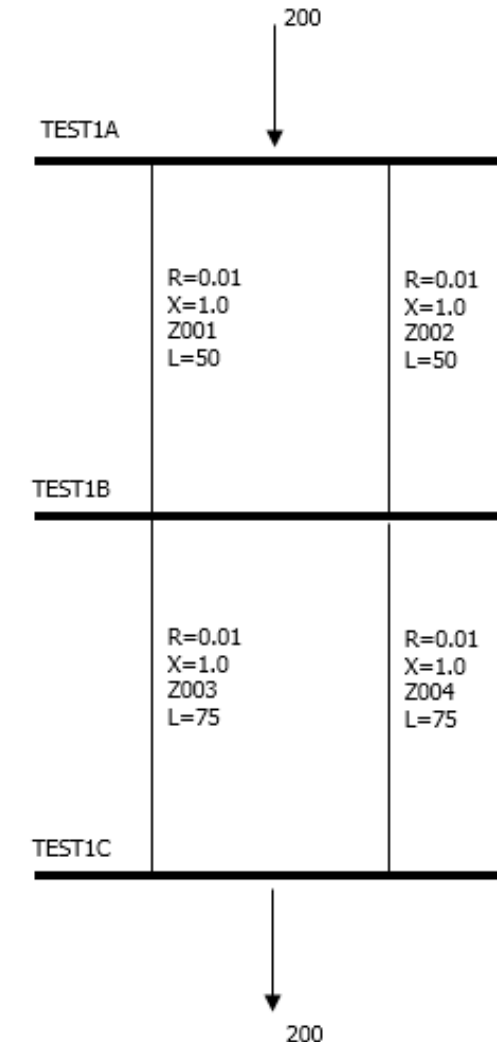 200
TEST1A
R=0.01
X=1.0
Z001
L=50
R=0.01
X=1.0
Z002
L=50
TEST1B
R=0.01
X=1.0
Z003
L=75
R=0.01
X=1.0
Z004
L=75
TEST1C
200